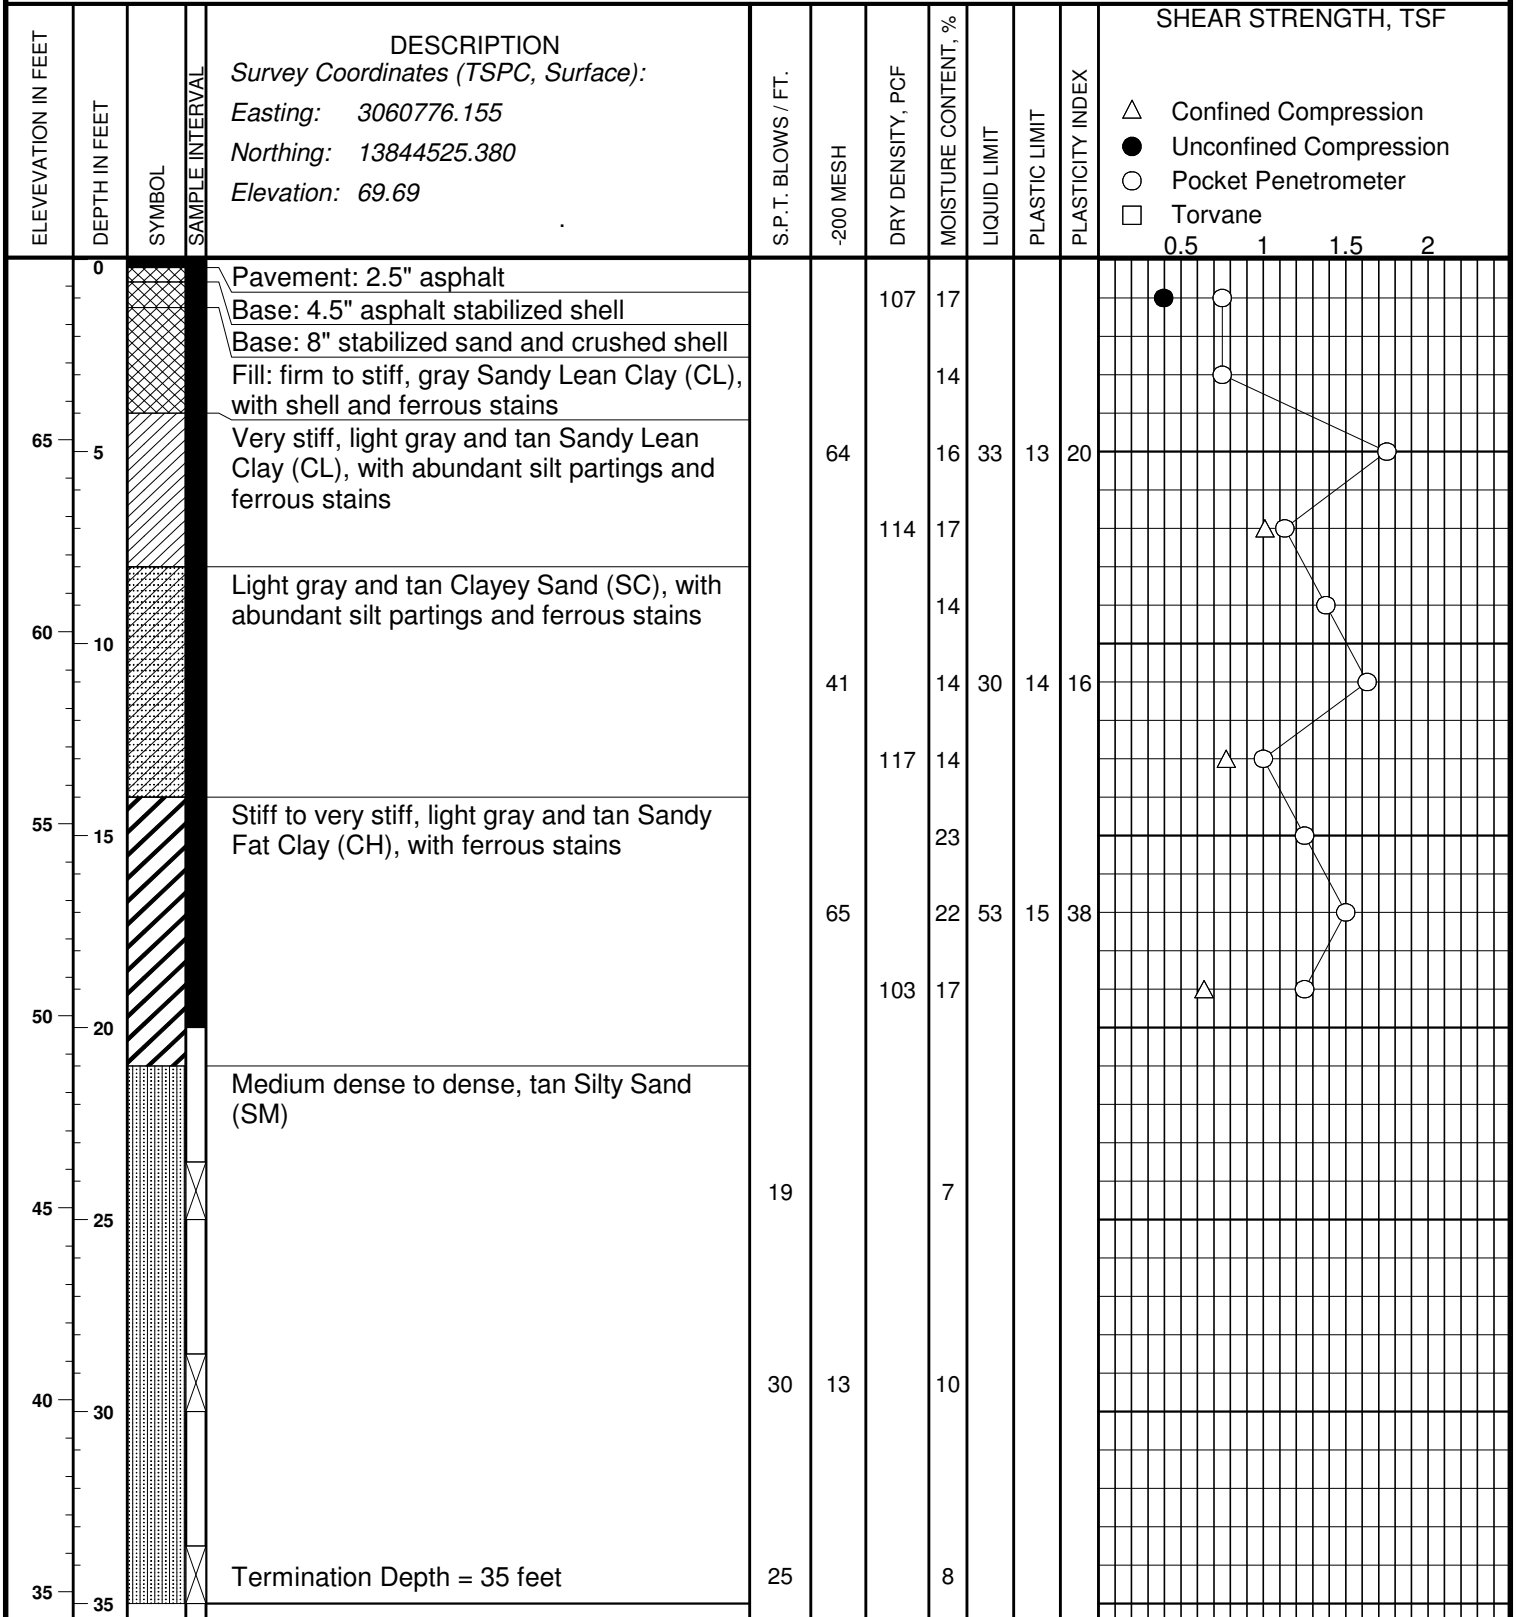 SHEAR STRENGTH, TSF
DESCRIPTION
Survey Coordinates (TSPC, Surface):
Easting: 3060776.155
Northing: 13844525.380
Elevation: 69.69
.
ELEVEVATION IN FEET
DEPTH IN FEET
SYMBOL
SAMPLE INTERVAL
S.P.T. BLOWS / FT.
-200 MESH
DRY DENSITY, PCF
MOISTURE CONTENT, %
LIQUID LIMIT
PLASTIC LIMIT
PLASTICITY INDEX
Confined Compression
Unconfined Compression
Pocket Penetrometer
Torvane
0.5 1 1.5 2
0
Pavement: 2.5" asphalt
107 17
Base: 4.5" asphalt stabilized shell
Base: 8" stabilized sand and crushed shell
Fill: firm to stiff, gray Sandy Lean Clay (CL),
14
with shell and ferrous stains
65
Very stiff, light gray and tan Sandy Lean
5 64 16 33 13 20
Clay (CL), with abundant silt partings and
ferrous stains
114 17
Light gray and tan Clayey Sand (SC), with
14
abundant silt partings and ferrous stains
60
10
41 14 30 14 16
117 14
Stiff to very stiff, light gray and tan Sandy
55
15 23
Fat Clay (CH), with ferrous stains
65 22 53 15 38
103 17
50
20
Medium dense to dense, tan Silty Sand
(SM)
19 7
45
25
30 13 10
40
30
Termination Depth = 35 feet
25 8
35
35